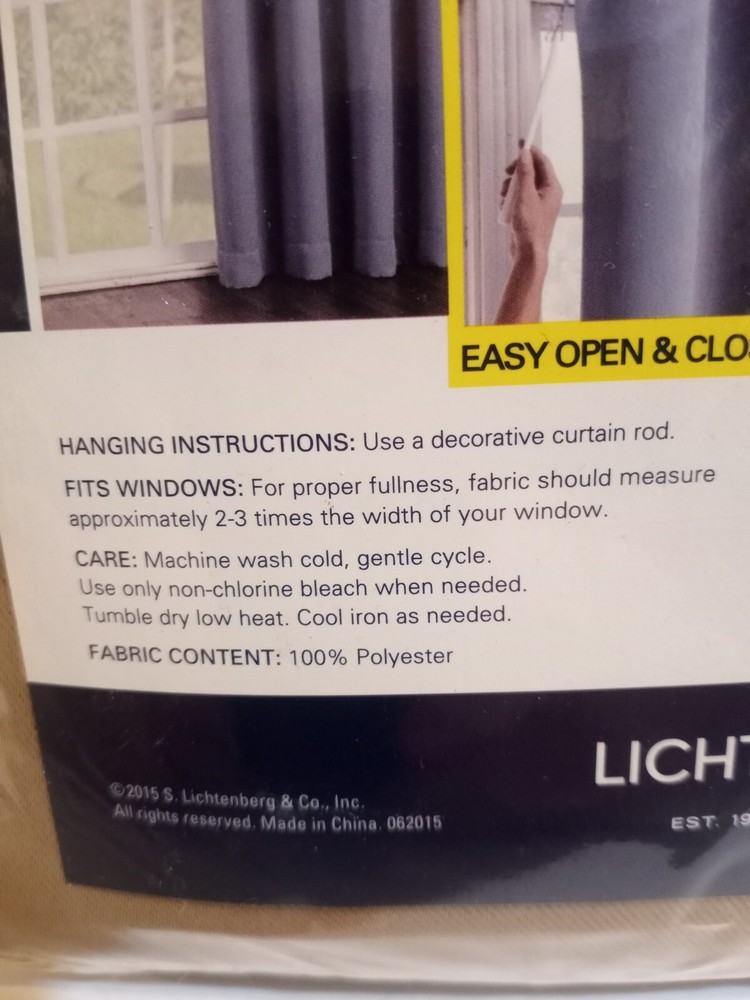 EASY OPEN & CLO
HANGING INSTRUCTIONS: Use a decorative curtain rod.
FITS WINDOWS: For proper fullness, fabric should measure
approximately 2-3 times the width of your window.
CARE: Machine wash cold, gentle cycle.
Use only non-chlorine bleach when needed.
Tumble dry low heat. Cool iron as needed.
FABRIC CONTENT: 100% Polyester
LICHT
EST. 19
©2015 S. Lichtenberg & Co., Inc.
All rights reserved. Made in China. 062015